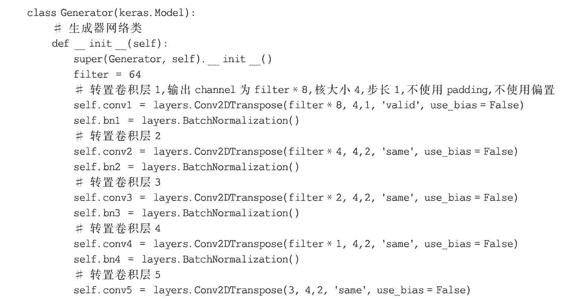 class Generator(keras.Model):
    # 生成器网络类
    def __init__(self):
        super(Generator, self).__init__()
        filter = 64
        # 转置卷积层1,输出channel为filter*8,核大小4,步长1,不使用padding,不使用偏置
        self.conv1 = layers.Conv2DTranspose(filter*8, 4,1, 'valid', use_bias=False)
        self.bn1 = layers.BatchNormalization()
        # 转置卷积层2
        self.conv2 = layers.Conv2DTranspose(filter*4, 4,2, 'same', use_bias=False)
        self.bn2 = layers.BatchNormalization()
        # 转置卷积层3
        self.conv3 = layers.Conv2DTranspose(filter*2, 4,2, 'same', use_bias=False)
        self.bn3 = layers.BatchNormalization()
        # 转置卷积层4
        self.conv4 = layers.Conv2DTranspose(filter*1, 4,2, 'same', use_bias=False)
        self.bn4 = layers.BatchNormalization()
        # 转置卷积层5
        self.conv5 = layers.Conv2DTranspose(3, 4,2, 'same', use_bias=False)